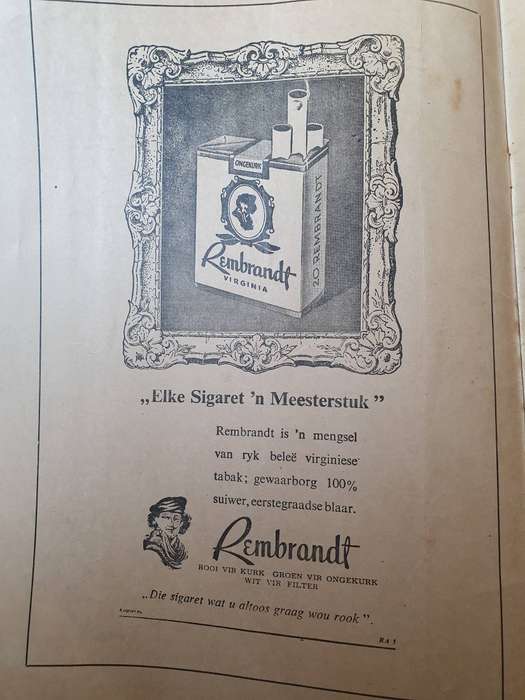 ONGEKURK
Rembrandt
VIRGINIA
20 REMBRANDT
„Elke Sigaret 'n Meesterstuk”
Rembrandt is 'n mengsel
van ryk beleë virginiese
tabak; gewaarborg 100%
suiwer, eerstegraadse blaar.
Rembrandt
ROOI VIR KURK GROEN VIR ONGEKURK
WIT VIR FILTER
„Die sigaret wat u altoos graag wou rook”.
RA 5